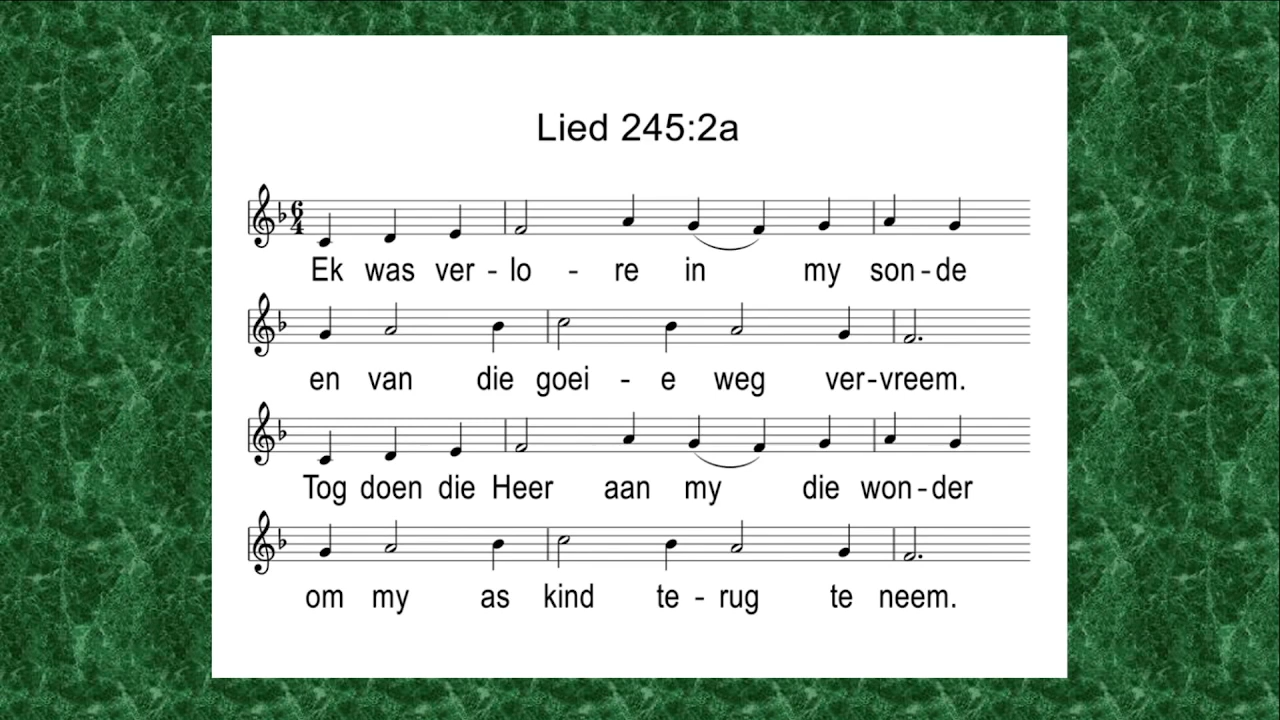 Lied 245:2a
6
4
Ek was ver - lo - re in my son - de
en van die goei - e weg ver - vreem.
Tog doen die Heer aan my die won - der
om my as kind te - rug te neem.